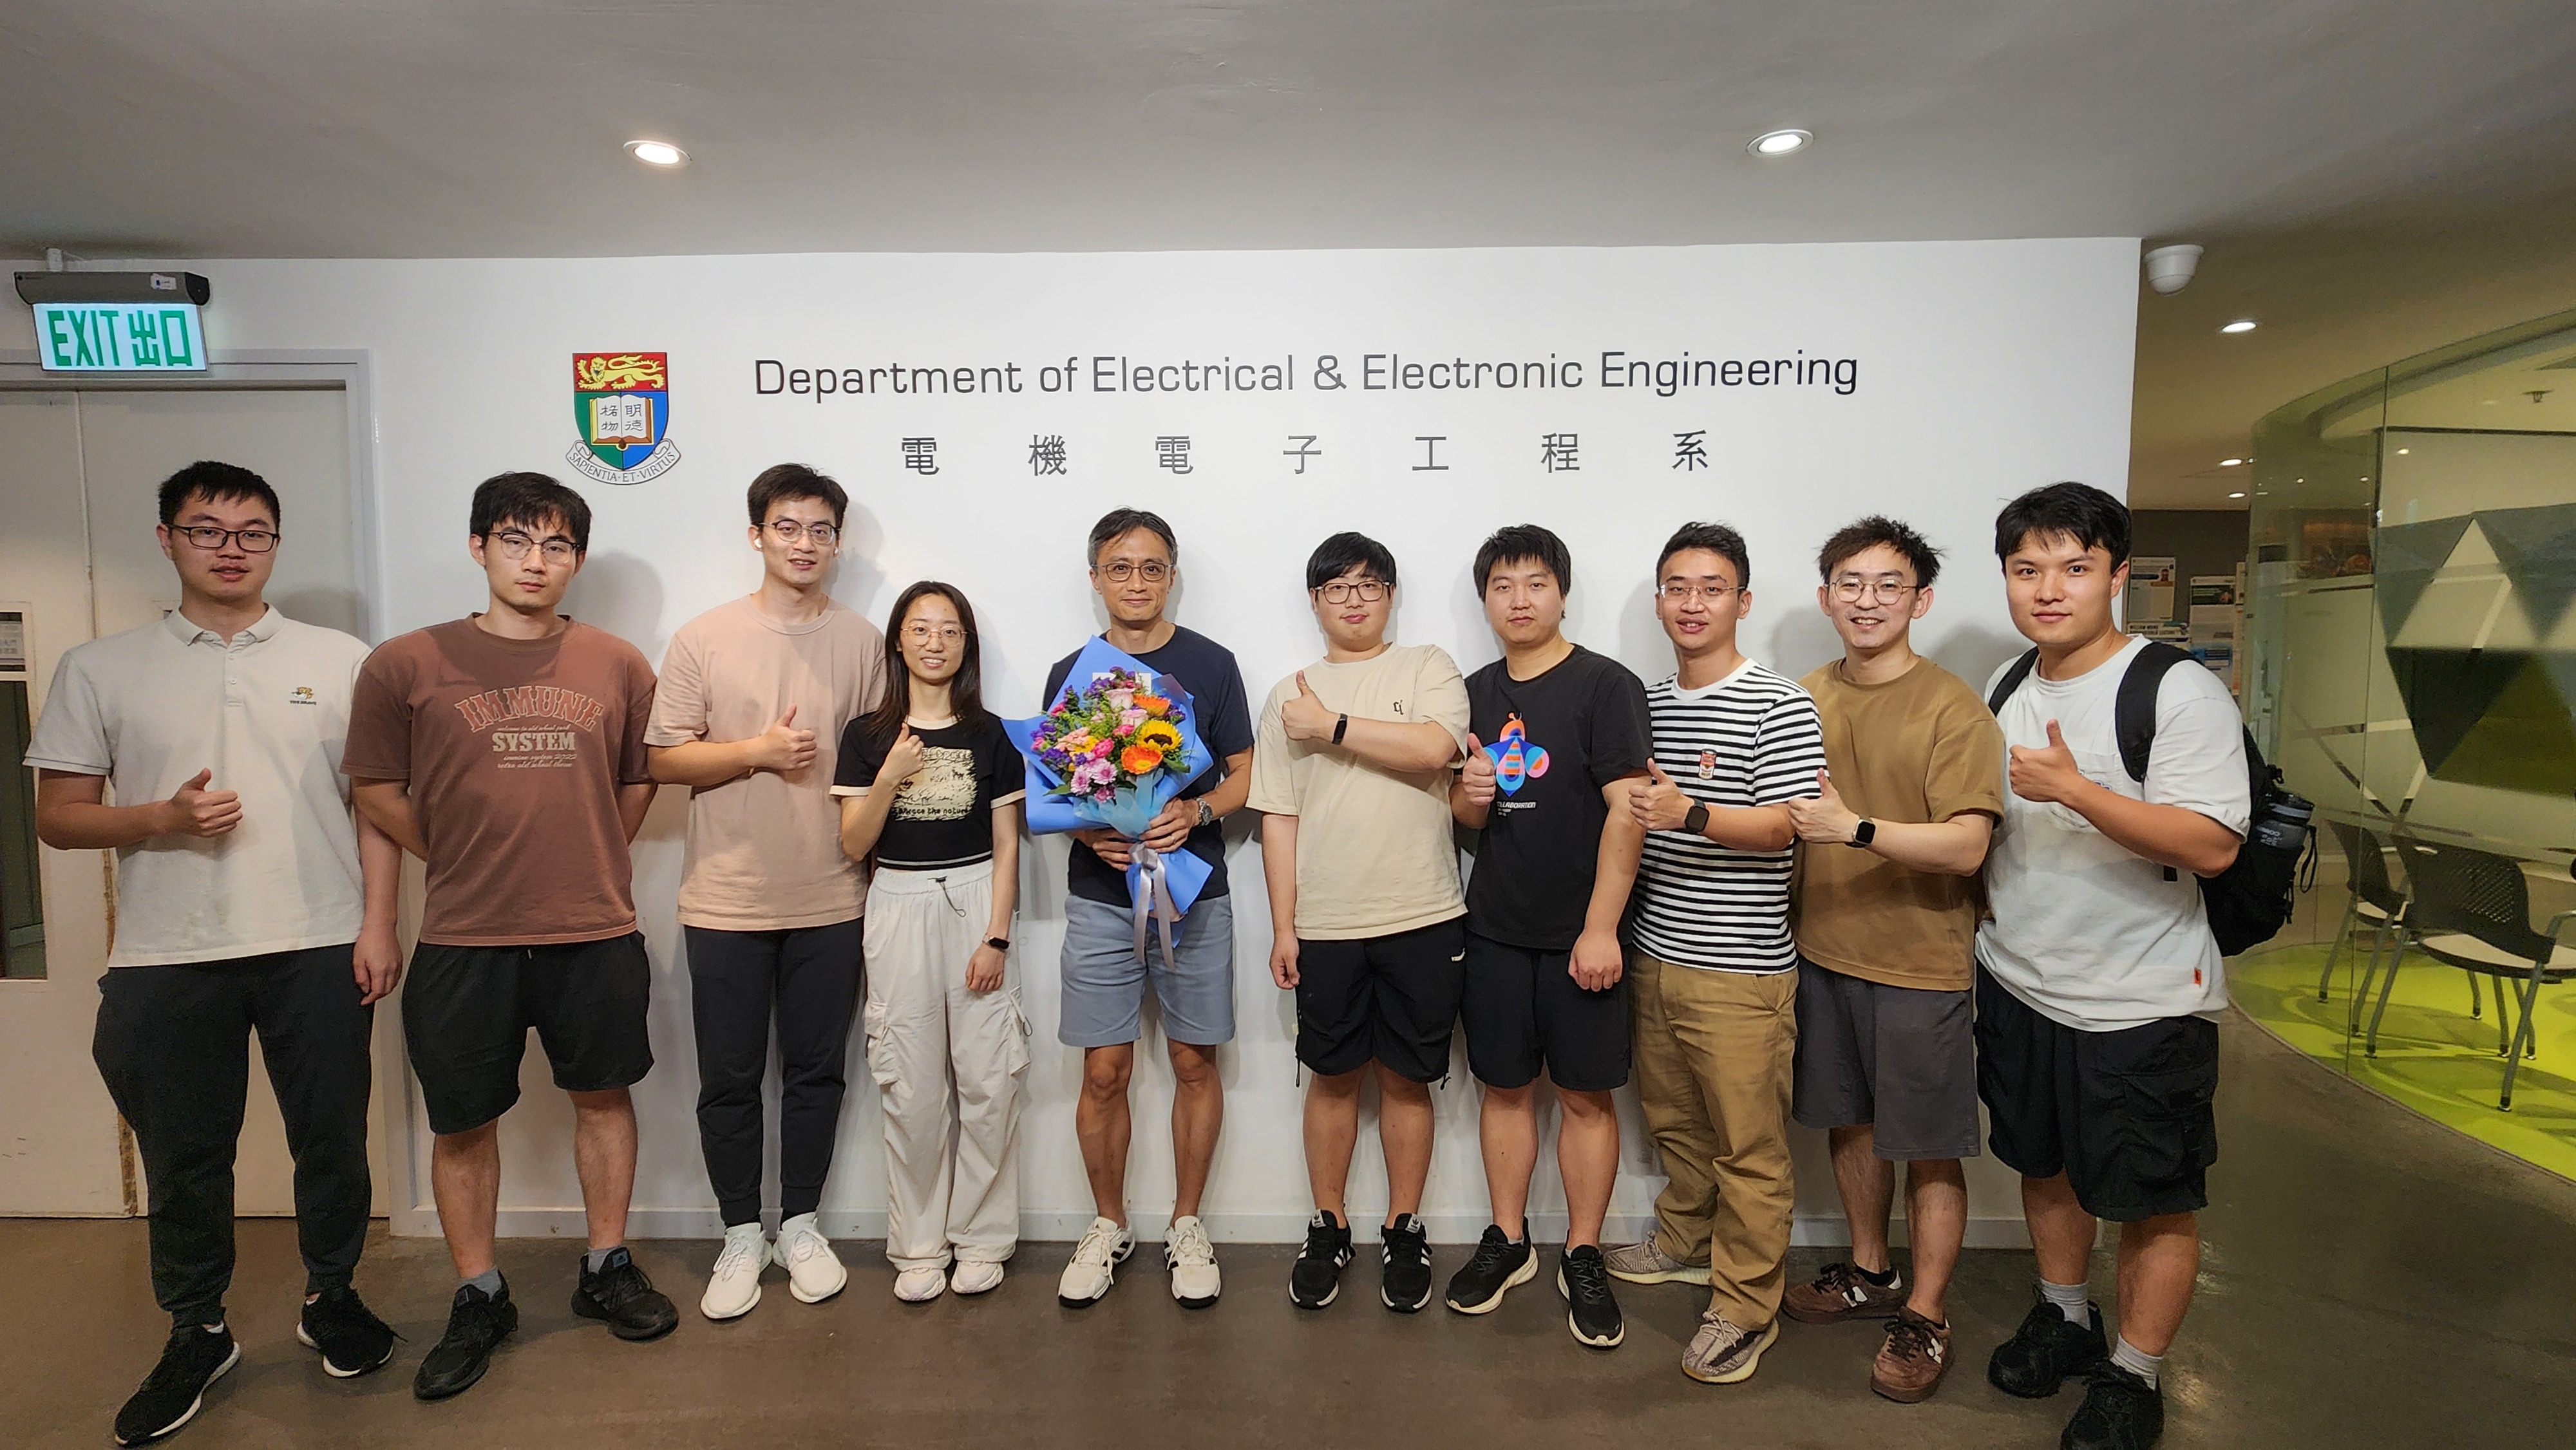 EXIT 出口
Department of Electrical & Electronic Engineering
電機電子工程系
明德
格物
SAPIENTIA·ET·VIRTUS
IMMUNE
SYSTEM